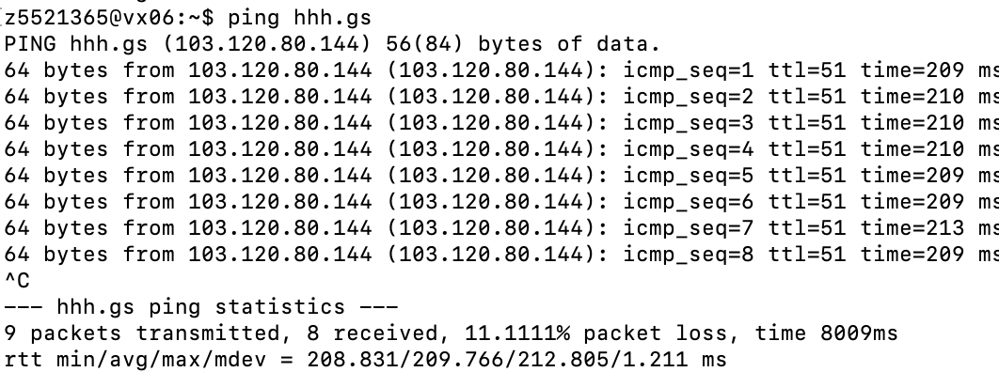 z5521365@vx06:~$ ping hhh.gs
PING hhh.gs (103.120.80.144) 56(84) bytes of data.
64 bytes from 103.120.80.144 (103.120.80.144): icmp_seq=1 ttl=51 time=209 ms
64 bytes from 103.120.80.144 (103.120.80.144): icmp_seq=2 ttl=51 time=210 ms
64 bytes from 103.120.80.144 (103.120.80.144): icmp_seq=3 ttl=51 time=210 ms
64 bytes from 103.120.80.144 (103.120.80.144): icmp_seq=4 ttl=51 time=210 ms
64 bytes from 103.120.80.144 (103.120.80.144): icmp_seq=5 ttl=51 time=209 ms
64 bytes from 103.120.80.144 (103.120.80.144): icmp_seq=6 ttl=51 time=209 ms
64 bytes from 103.120.80.144 (103.120.80.144): icmp_seq=7 ttl=51 time=213 ms
64 bytes from 103.120.80.144 (103.120.80.144): icmp_seq=8 ttl=51 time=209 ms
^C
--- hhh.gs ping statistics ---
9 packets transmitted, 8 received, 11.1111% packet loss, time 8009ms
rtt min/avg/max/mdev = 208.831/209.766/212.805/1.211 ms